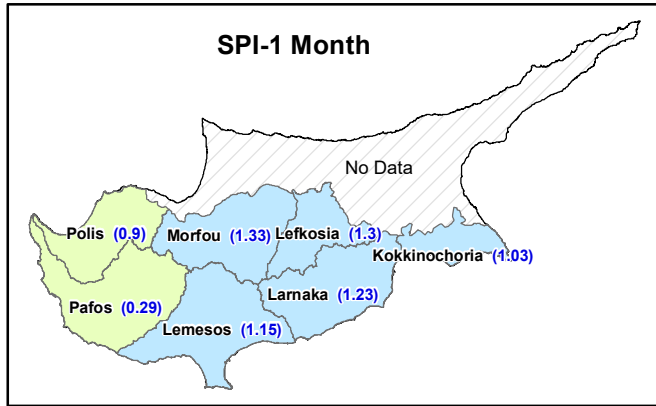 SPI-1 Month
No Data
Polis (0.9)
Morfou (1.33)
Lefkosia (1.3)
Kokkinochoria (1.03)
Pafos (0.29)
Larnaka (1.23)
Lemesos (1.15)